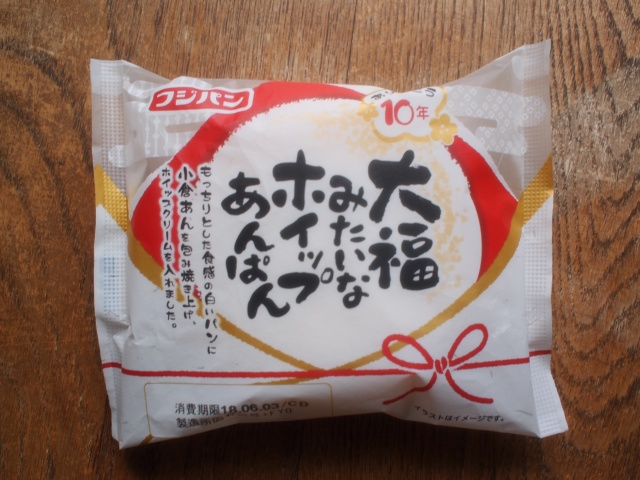 フジパン
10年
大福
みたいな
ホイップ
あんぱん
もっちりとした食感の白いパンに
小倉あんを包み焼き上げ、
ホイップクリームを入れました。
消費期限18.06.03/CD
製造所
イラストはイメージです。